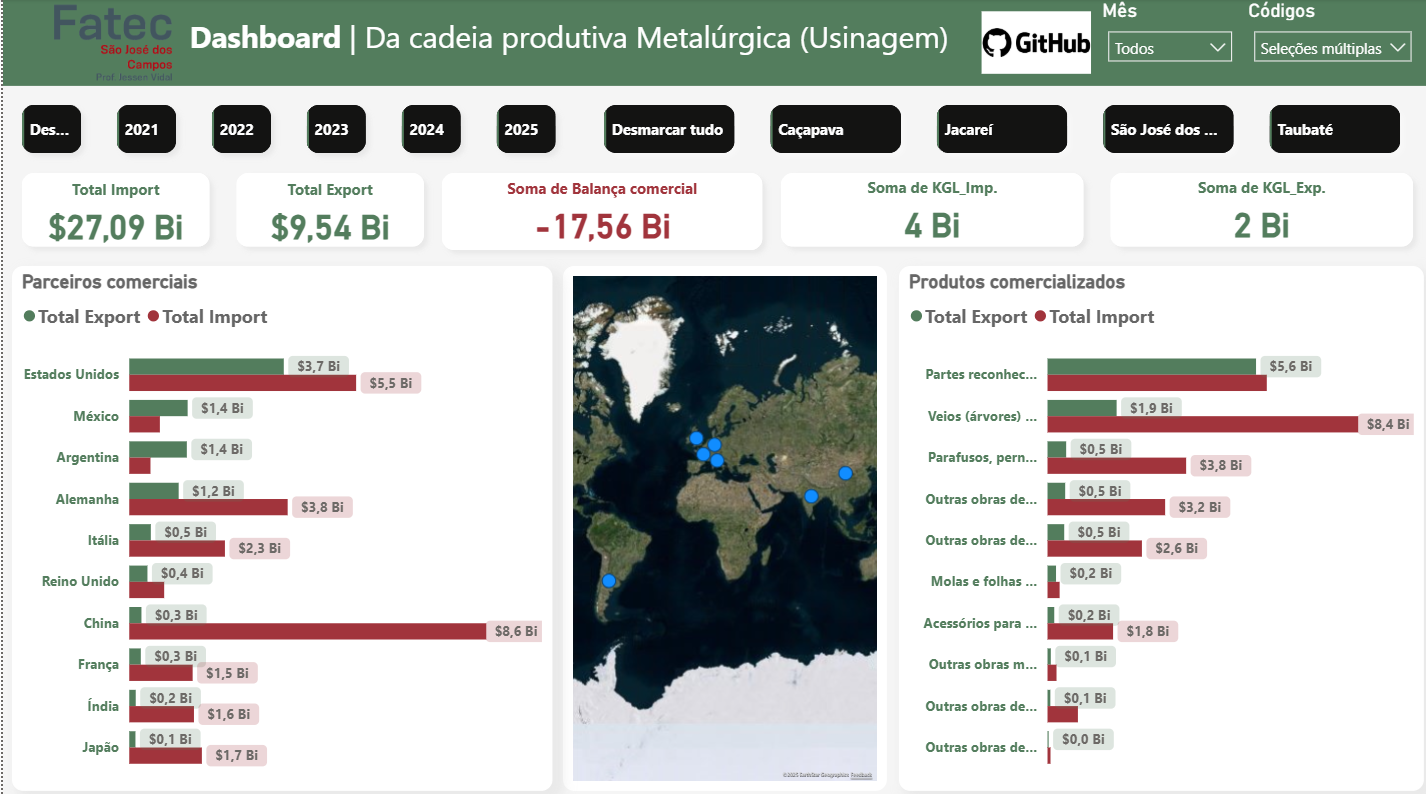 Fatec
São José dos
Campos
Prof. Jessen Vidal
Dashboard | Da cadeia produtiva Metalúrgica (Usinagem)
GitHub
Mês
Todos
Códigos
Seleções múltiplas
Des...
2021
2022
2023
2024
2025
Desmarcar tudo
Caçapava
Jacareí
São José dos ...
Taubaté
Total Import
$27,09 Bi
Total Export
$9,54 Bi
Soma de Balança comercial
-17,56 Bi
Soma de KGL_Imp.
4 Bi
Soma de KGL_Exp.
2 Bi
Parceiros comerciais
Total Export Total Import
Estados Unidos
$3,7 Bi
$5,5 Bi
México
$1,4 Bi
Argentina
$1,4 Bi
Alemanha
$1,2 Bi
$3,8 Bi
Itália
$0,5 Bi
$2,3 Bi
Reino Unido
$0,4 Bi
China
$0,3 Bi
$8,6 Bi
França
$0,3 Bi
$1,5 Bi
Índia
$0,2 Bi
$1,6 Bi
Japão
$0,1 Bi
$1,7 Bi
©2025 EarthStar Geographics Feedback
Produtos comercializados
Total Export Total Import
Partes reconhec...
$5,6 Bi
Veios (árvores) ...
$1,9 Bi
$8,4 Bi
Parafusos, pern...
$0,5 Bi
$3,8 Bi
Outras obras de...
$0,5 Bi
$3,2 Bi
Outras obras de...
$0,5 Bi
$2,6 Bi
Molas e folhas ...
$0,2 Bi
Acessórios para ...
$0,2 Bi
$1,8 Bi
Outras obras m...
$0,1 Bi
Outras obras de...
$0,1 Bi
Outras obras de...
$0,0 Bi